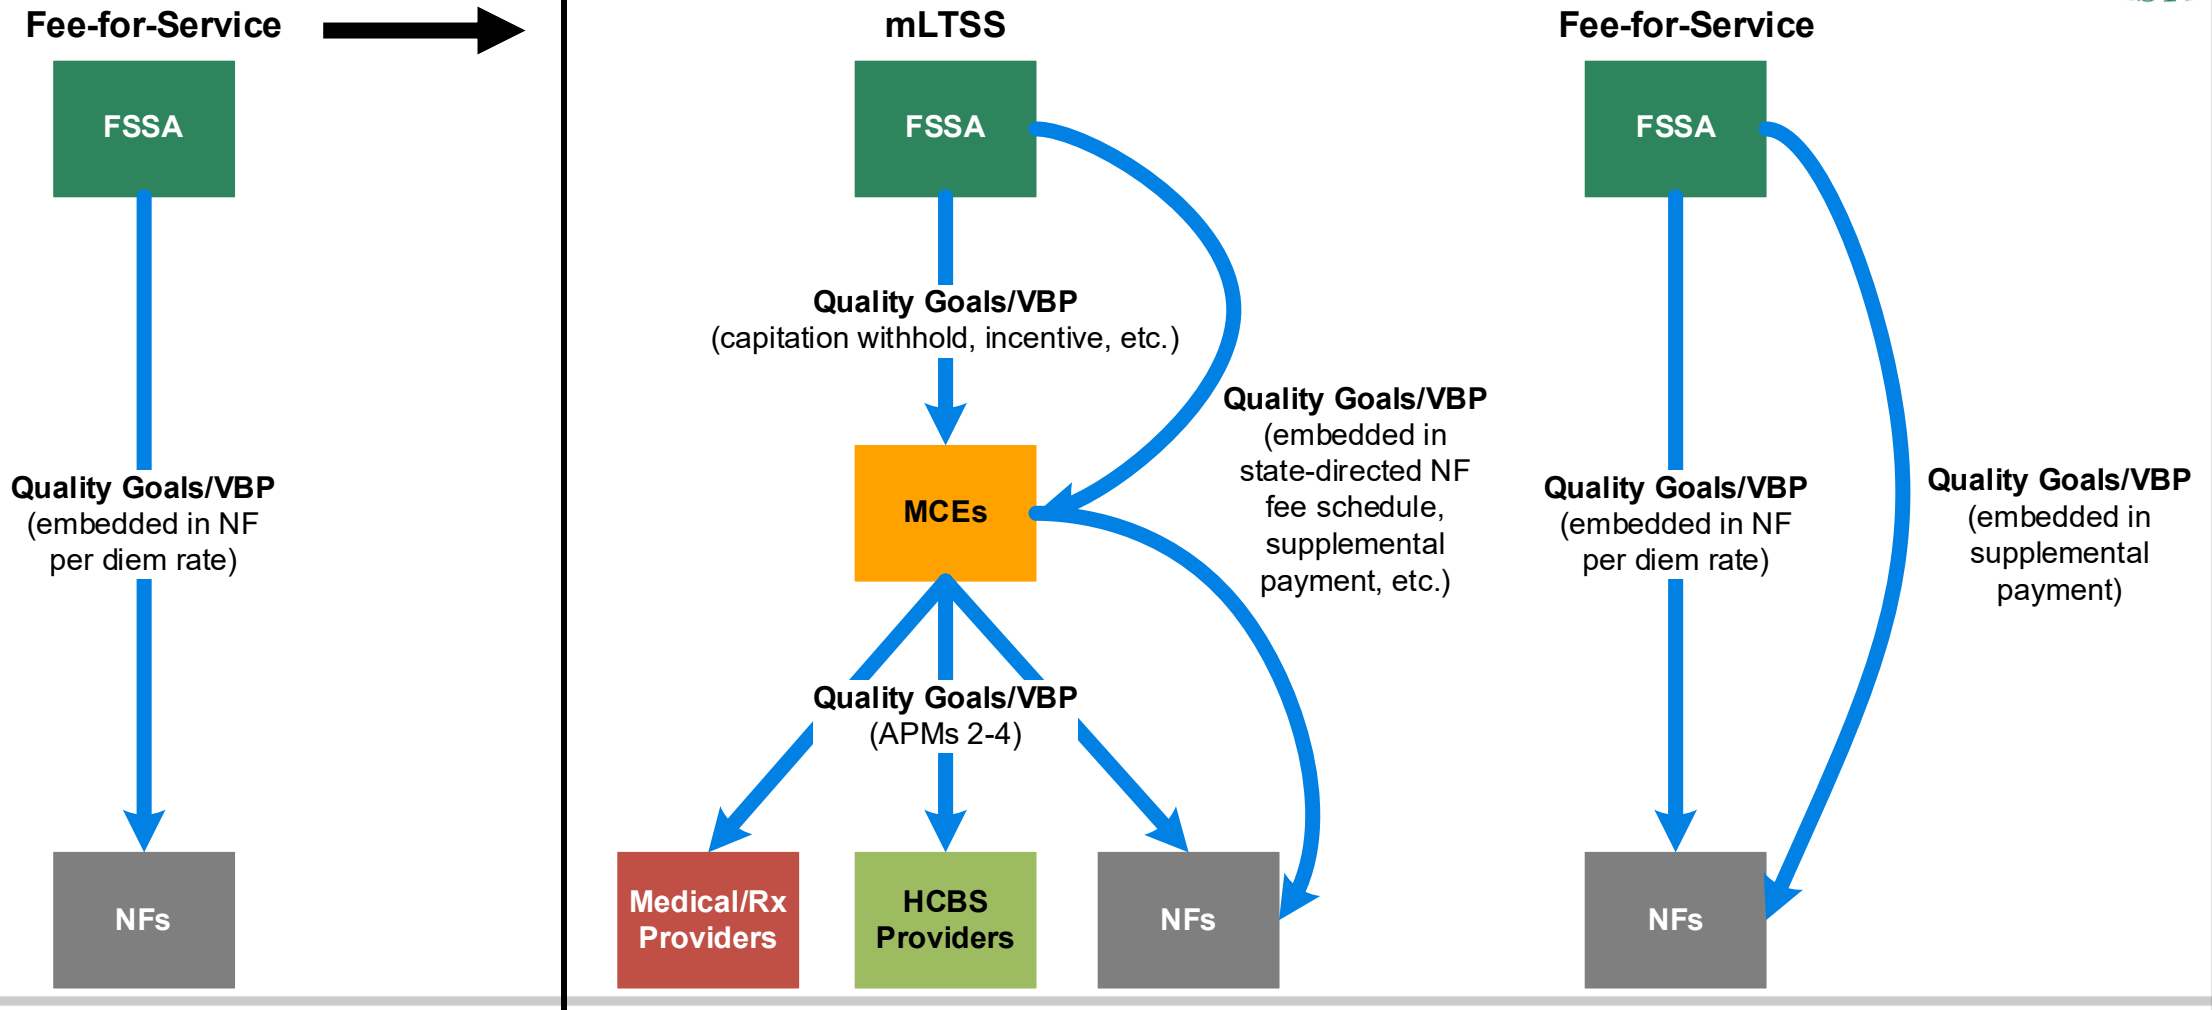 Fee-for-Service
FSSA
Quality Goals/VBP
(embedded in NF
per diem rate)
NFs
mLTSS
FSSA
Quality Goals/VBP
(capitation withhold, incentive, etc.)
Quality Goals/VBP
(embedded in
state-directed NF
fee schedule,
supplemental
payment, etc.)
MCEs
Quality Goals/VBP
(APMs 2-4)
Medical/Rx
Providers
HCBS
Providers
NFs
Fee-for-Service
FSSA
Quality Goals/VBP
(embedded in NF
per diem rate)
Quality Goals/VBP
(embedded in
supplemental
payment)
NFs